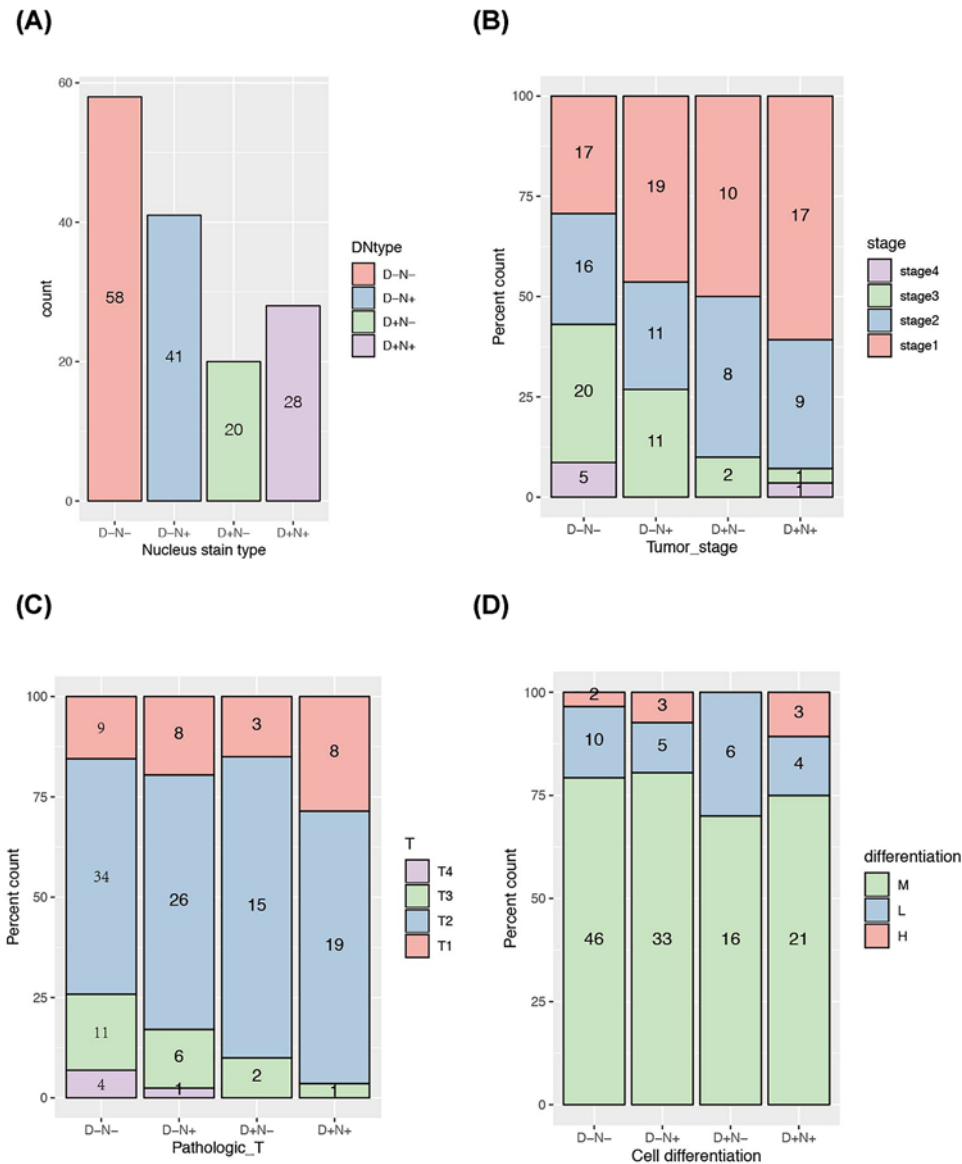 (A)
60
40
20
0
count
58
41
20
28
D-N-
D-N+
D+N-
D+N+
Nucleus stain type
DNtype
D-N-
D-N+
D+N-
D+N+
(B)
100
75
50
25
0
Percent count
17
19
10
17
16
11
8
9
20
11
2
1
5
1
D-N-
D-N+
D+N-
D+N+
Tumor_stage
stage
stage4
stage3
stage2
stage1
(C)
100
75
50
25
0
Percent count
9
8
3
8
34
26
15
19
11
6
2
1
4
1
D-N-
D-N+
D+N-
D+N+
Pathologic_T
T
T4
T3
T2
T1
(D)
100
75
50
25
0
Percent count
2
3
3
10
5
6
4
46
33
16
21
D-N-
D-N+
D+N-
D+N+
Cell differentiation
differentiation
M
L
H